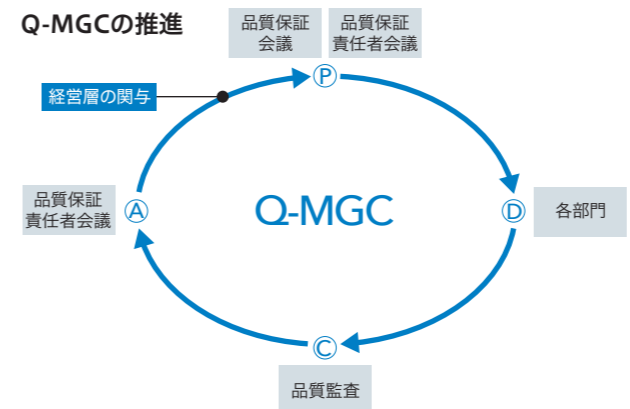 Q-MGCの推進
品質保証
会議
品質保証
責任者会議
Ⓟ
経営層の関与
品質保証
責任者会議
Ⓐ
Q-MGC
Ⓓ
各部門
Ⓒ
品質監査